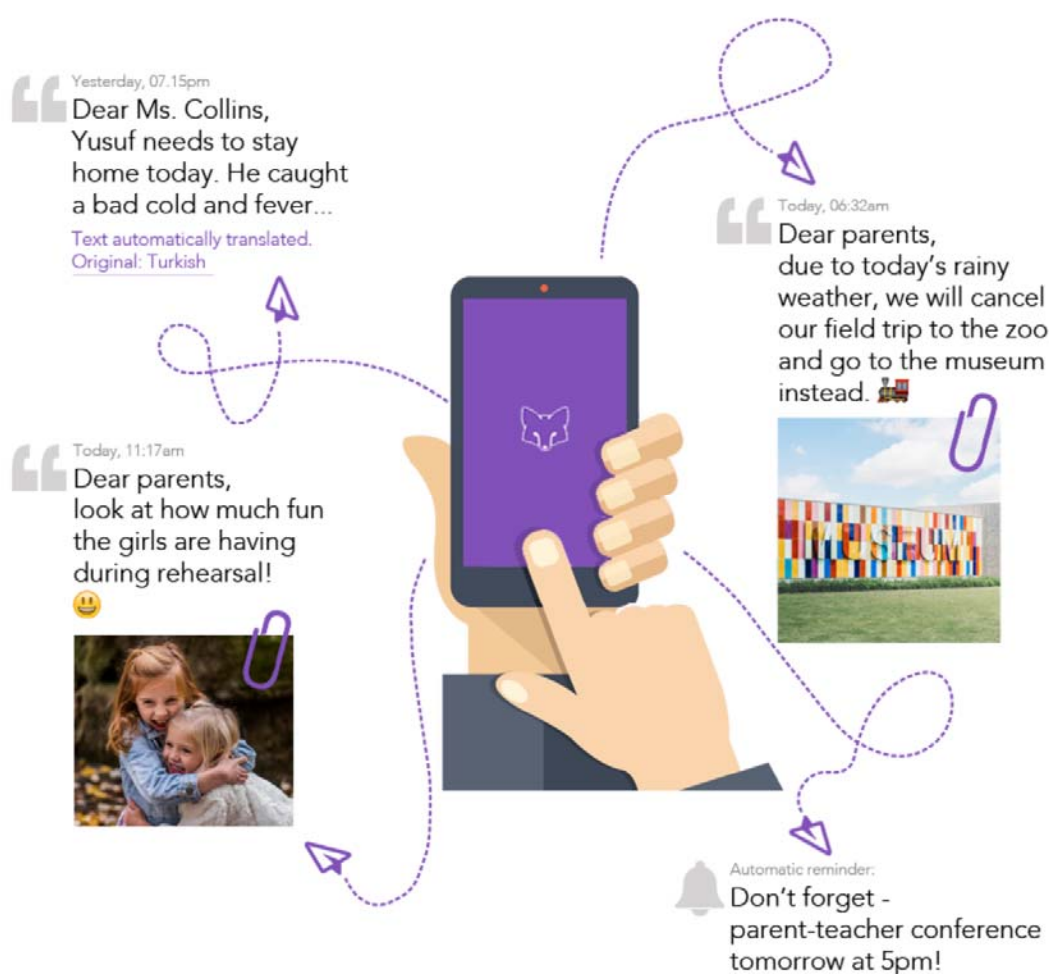 Yesterday, 07.15pm
Dear Ms. Collins,
Yusuf needs to stay
home today. He caught
a bad cold and fever...
Text automatically translated.
Original: Turkish
Today, 06:32am
Dear parents,
due to today's rainy
weather, we will cancel
our field trip to the zoo
and go to the museum
instead. 🚂
MUSEUM
Today, 11:17am
Dear parents,
look at how much fun
the girls are having
during rehearsal!
😃
Automatic reminder:
Don't forget -
parent-teacher conference
tomorrow at 5pm!